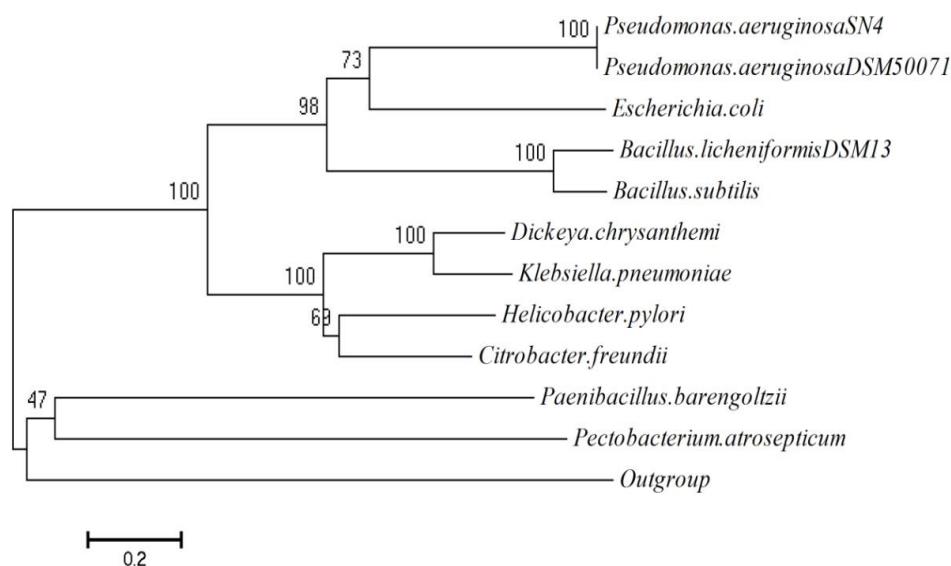 100
Pseudomonas.aeruginosaSN4
Pseudomonas.aeruginosaDSM50071
73
Escherichia.coli
98
100
Bacillus.licheniformisDSM13
Bacillus.subtilis
100
100
Dickeya.chrysanthemi
Klebsiella.pneumoniae
100
69
Helicobacter.pylori
Citrobacter.freundii
47
Paenibacillus.barengoltzii
Pectobacterium.atrosepticum
Outgroup
0.2